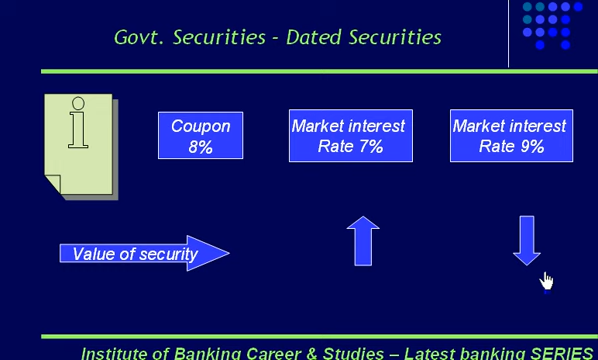 Govt. Securities - Dated Securities
i
Coupon
8%
Market interest
Rate 7%
Market interest
Rate 9%
Value of security
Institute of Banking Career & Studies – Latest banking SERIES